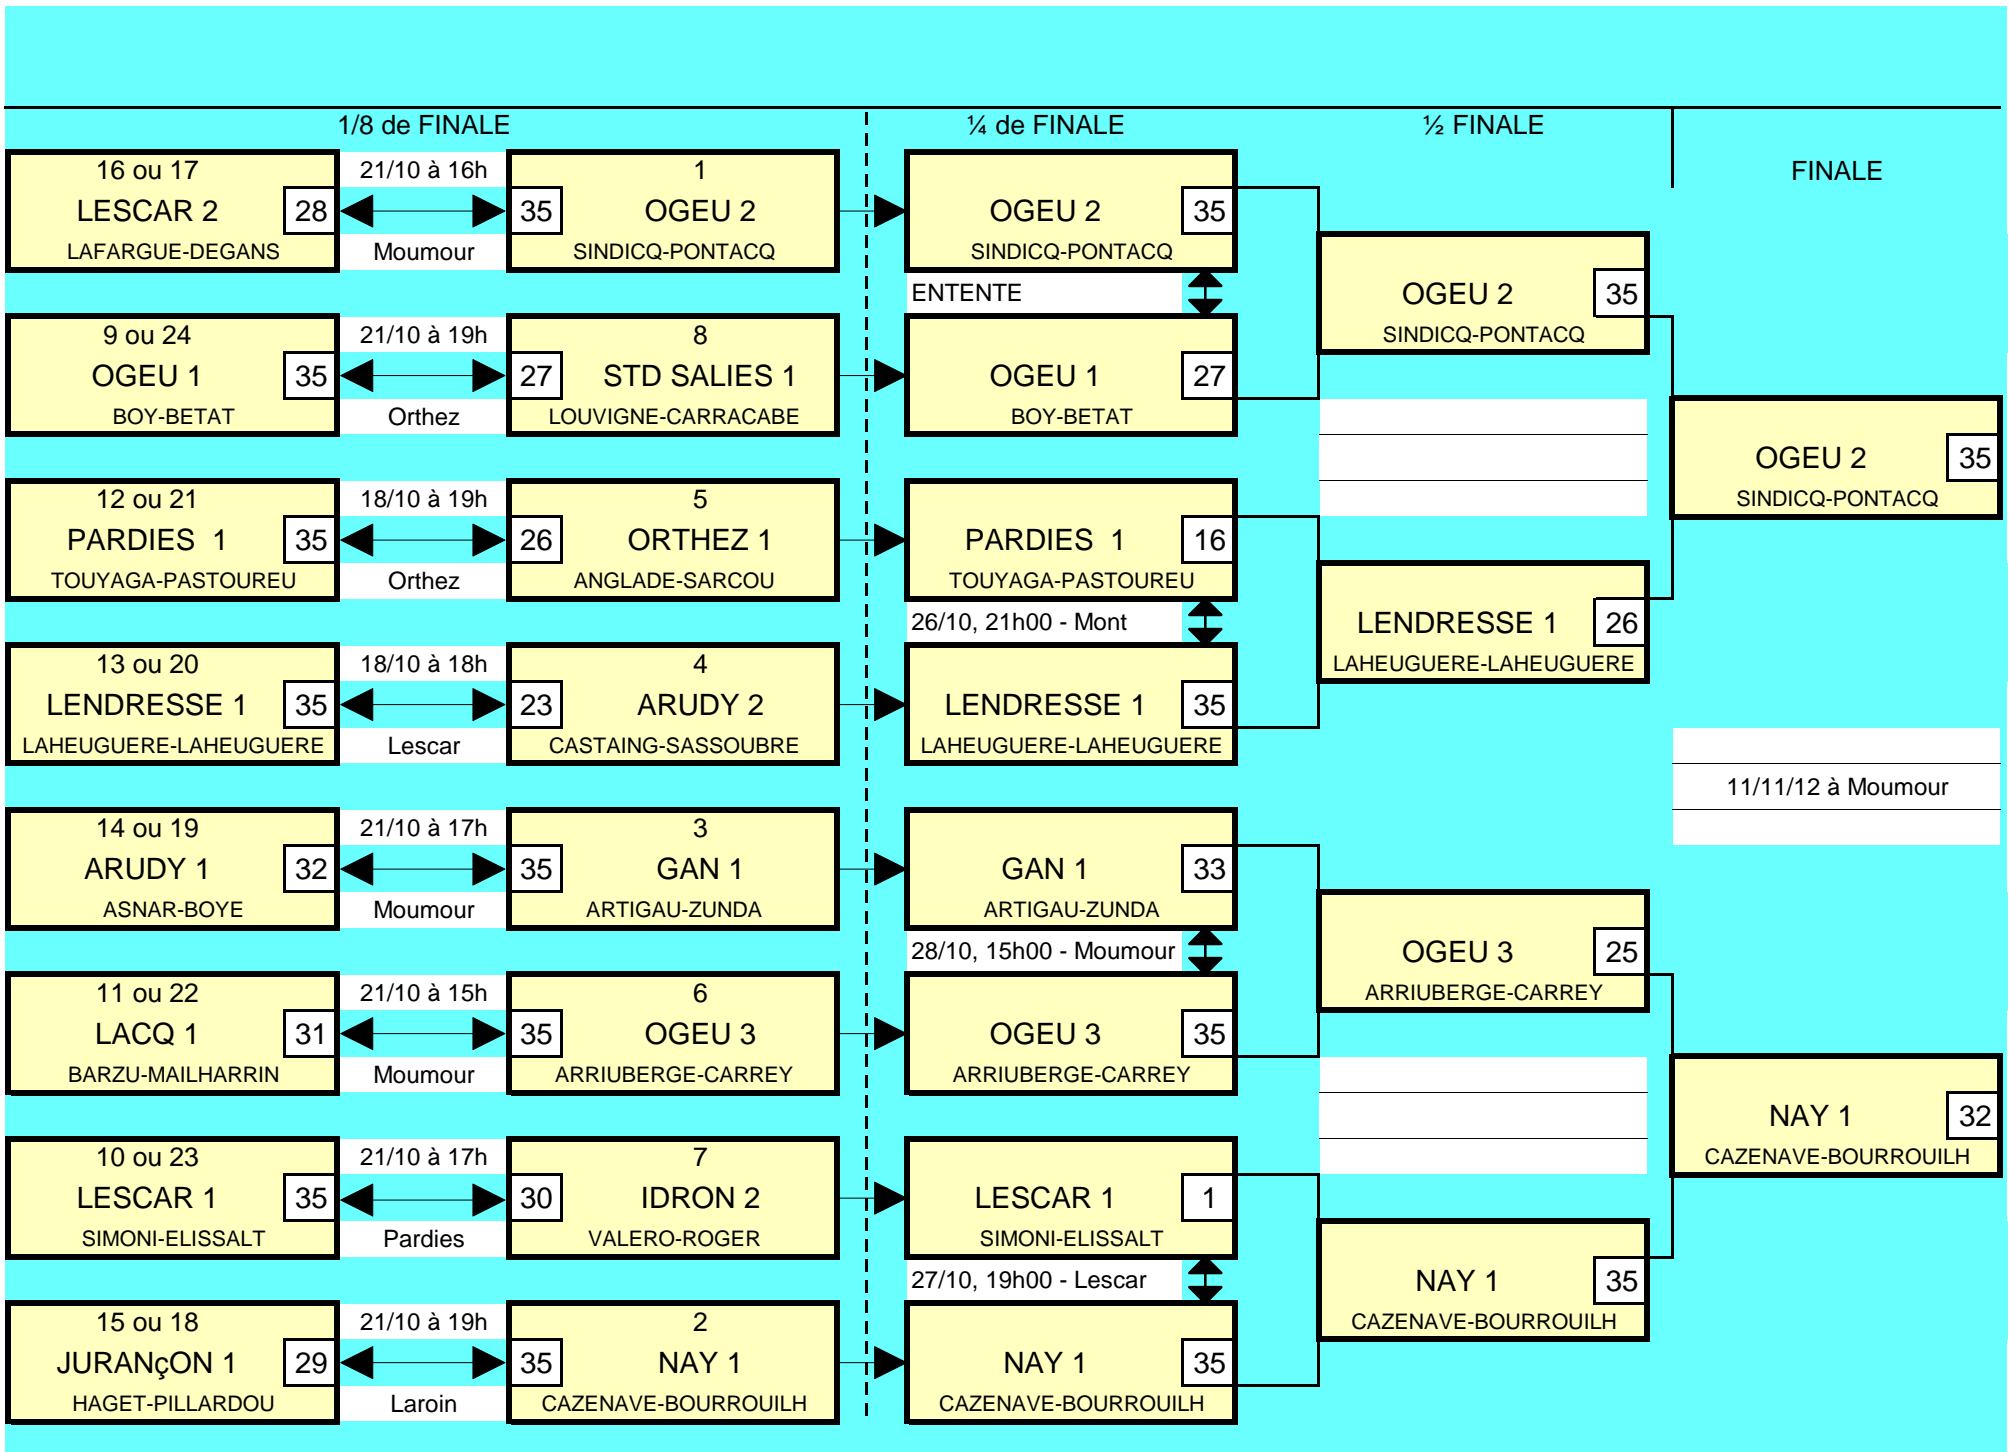 1/8 de FINALE
¼ de FINALE
½ FINALE
FINALE
16 ou 17
LESCAR 2
28
LAFARGUE-DEGANS
21/10 à 16h
Moumour
1
35
OGEU 2
SINDICQ-PONTACQ
9 ou 24
OGEU 1
35
BOY-BETAT
21/10 à 19h
Orthez
8
27
STD SALIES 1
LOUVIGNE-CARRACABE
12 ou 21
PARDIES 1
35
TOUYAGA-PASTOUREU
18/10 à 19h
Orthez
5
26
ORTHEZ 1
ANGLADE-SARCOU
13 ou 20
LENDRESSE 1
35
LAHEUGUERE-LAHEUGUERE
18/10 à 18h
Lescar
4
23
ARUDY 2
CASTAING-SASSOUBRE
14 ou 19
ARUDY 1
32
ASNAR-BOYE
21/10 à 17h
Moumour
3
35
GAN 1
ARTIGAU-ZUNDA
11 ou 22
LACQ 1
31
BARZU-MAILHARRIN
21/10 à 15h
Moumour
6
35
OGEU 3
ARRIUBERGE-CARREY
10 ou 23
LESCAR 1
35
SIMONI-ELISSALT
21/10 à 17h
Pardies
7
30
IDRON 2
VALERO-ROGER
15 ou 18
JURANçON 1
29
HAGET-PILLARDOU
21/10 à 19h
Laroin
2
35
NAY 1
CAZENAVE-BOURROUILH
OGEU 2
35
SINDICQ-PONTACQ
ENTENTE
OGEU 1
27
BOY-BETAT
PARDIES 1
16
TOUYAGA-PASTOUREU
26/10, 21h00 - Mont
LENDRESSE 1
35
LAHEUGUERE-LAHEUGUERE
GAN 1
33
ARTIGAU-ZUNDA
28/10, 15h00 - Moumour
OGEU 3
35
ARRIUBERGE-CARREY
LESCAR 1
1
SIMONI-ELISSALT
27/10, 19h00 - Lescar
NAY 1
35
CAZENAVE-BOURROUILH
OGEU 2
35
SINDICQ-PONTACQ
LENDRESSE 1
26
LAHEUGUERE-LAHEUGUERE
OGEU 3
25
ARRIUBERGE-CARREY
NAY 1
35
CAZENAVE-BOURROUILH
OGEU 2
35
SINDICQ-PONTACQ
11/11/12 à Moumour
NAY 1
32
CAZENAVE-BOURROUILH